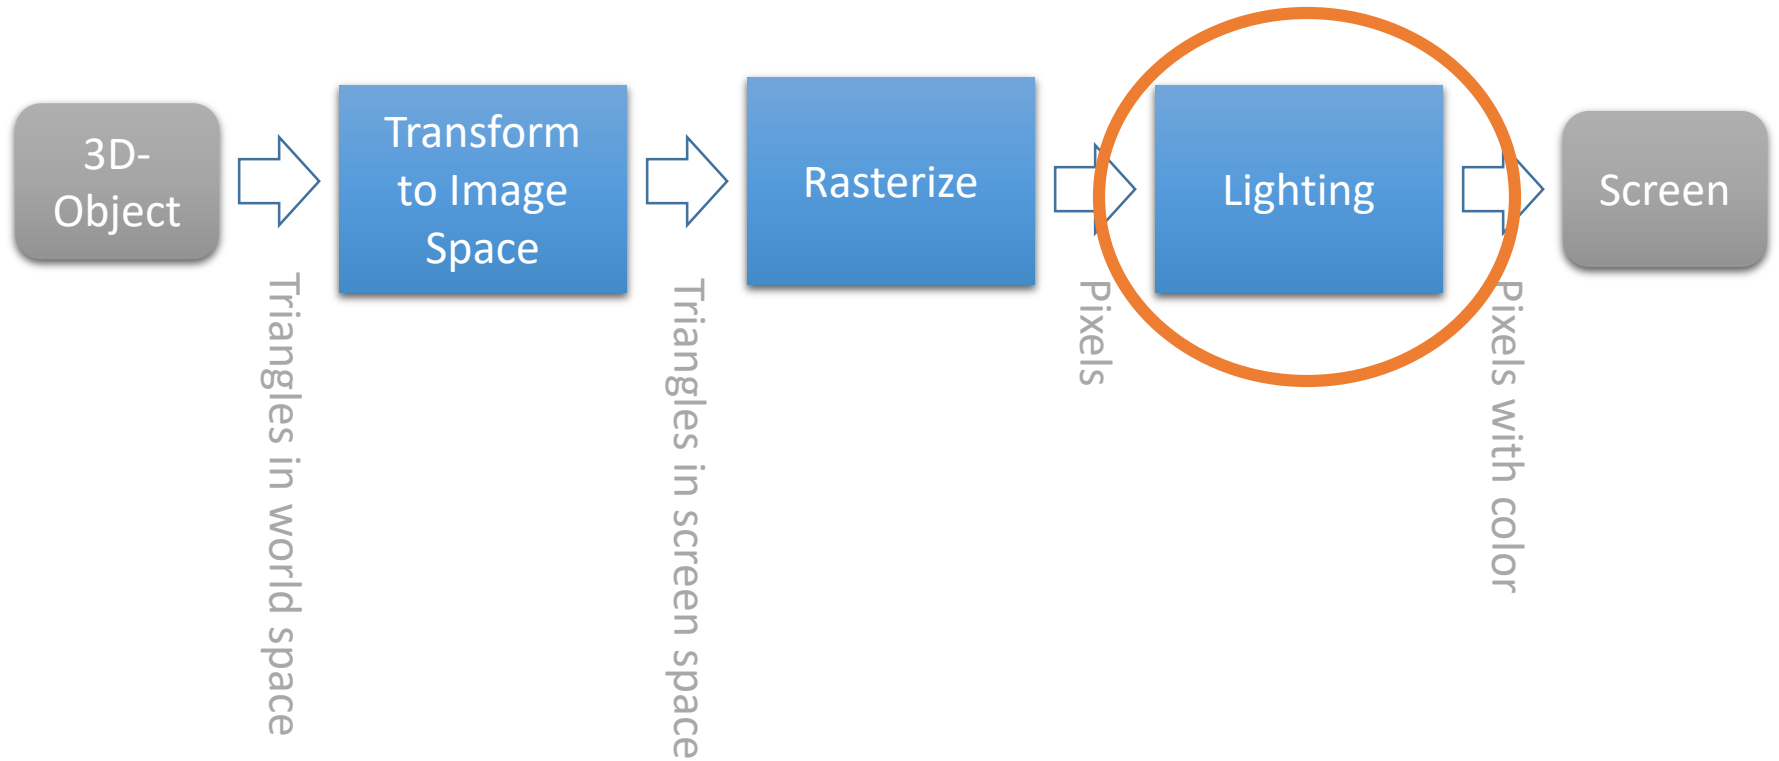 3D-
Object
Transform
to Image
Space
Rasterize
Lighting
Screen
Triangles in world space
Triangles in screen space
Pixels
Pixels with color